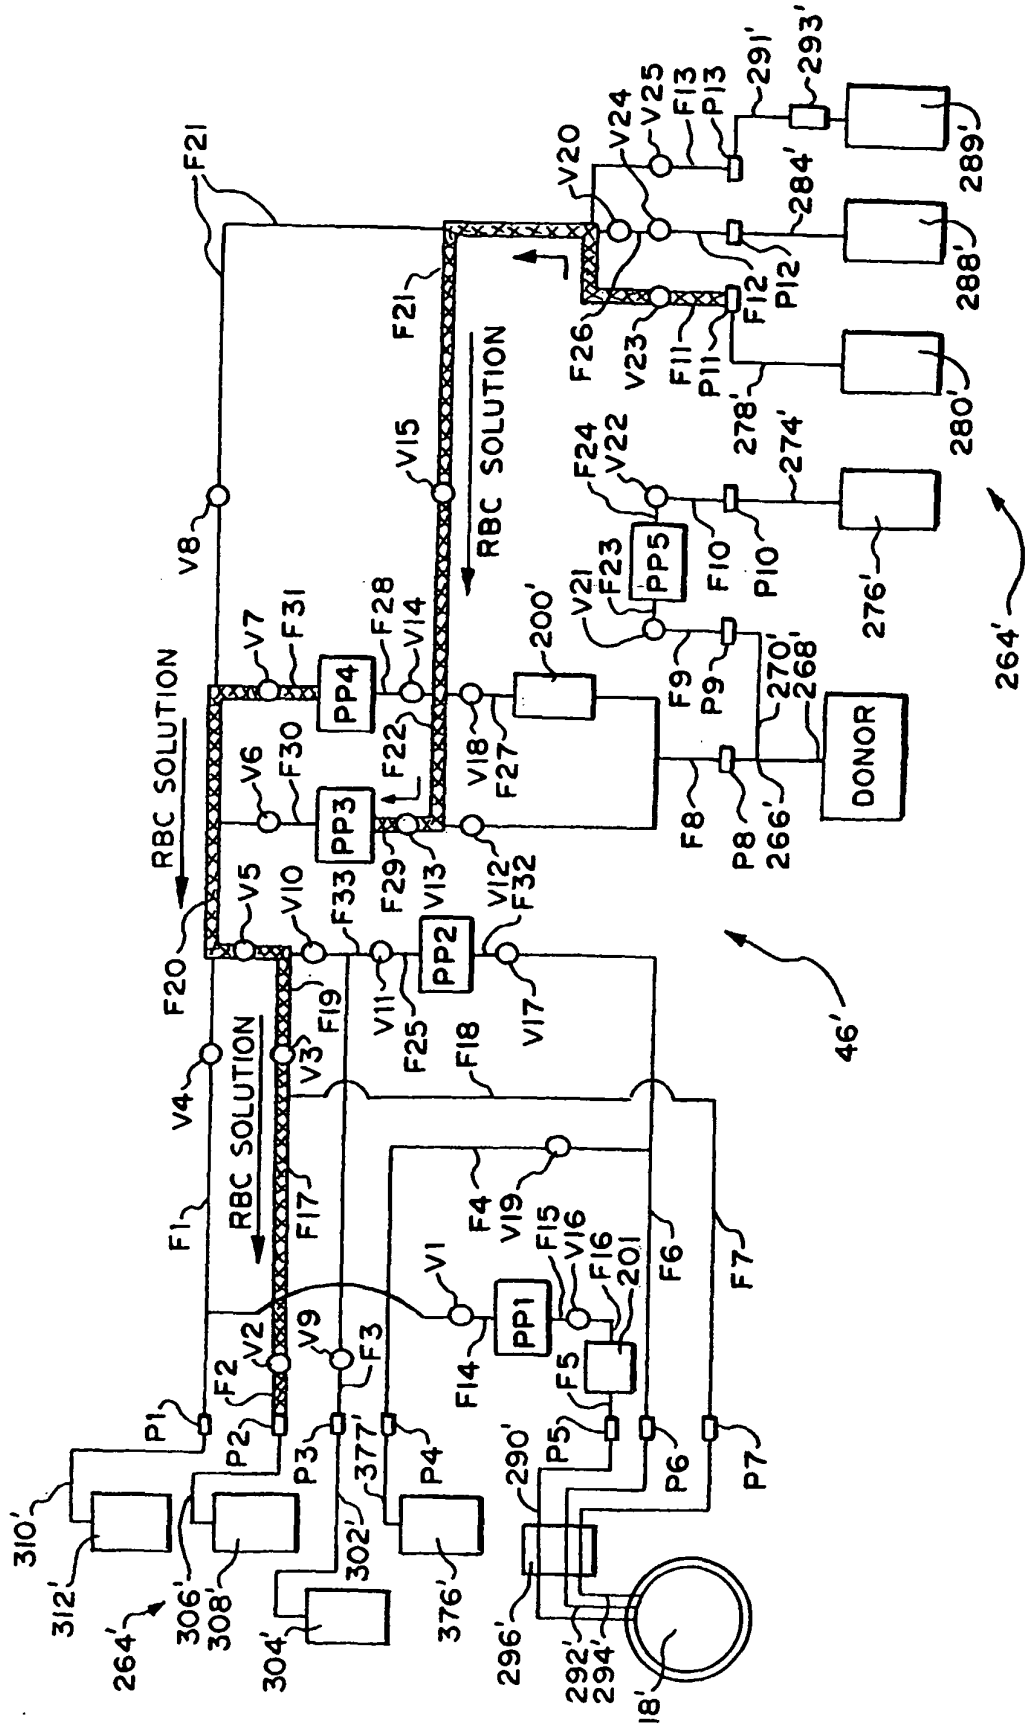 F21
V8
RBC SOLUTION
V7
F31
V6
F30
PP4
F28
V14
F22
PP3
F29
V13
V12
F32
V18
F27
200'
F21
V15
RBC SOLUTION
F20
V5
V10
F33
V11
F25
PP2
V17
F19
V3
F17
F18
RBC SOLUTION
V4
F1
P1
310'
312'
264'
F2
V2
P2
306'
308'
V9
F3
P3
302'
304'
377'
P4
376'
F4
V19
V1
F14
PP1
F15
V16
F16
201
F5
P5
290'
F6
P6
F7
P7
296'
292'
294'
18'
46'
F8
P8
266'
268'
270'
DONOR
F9
P9
V21
F23
PP5
F24
V22
F10
P10
274'
276'
V20
V24
V25
F13
P13
291'
293'
289'
F26
V23
F11
P11
F12
P12
284'
288'
278'
280'
264'